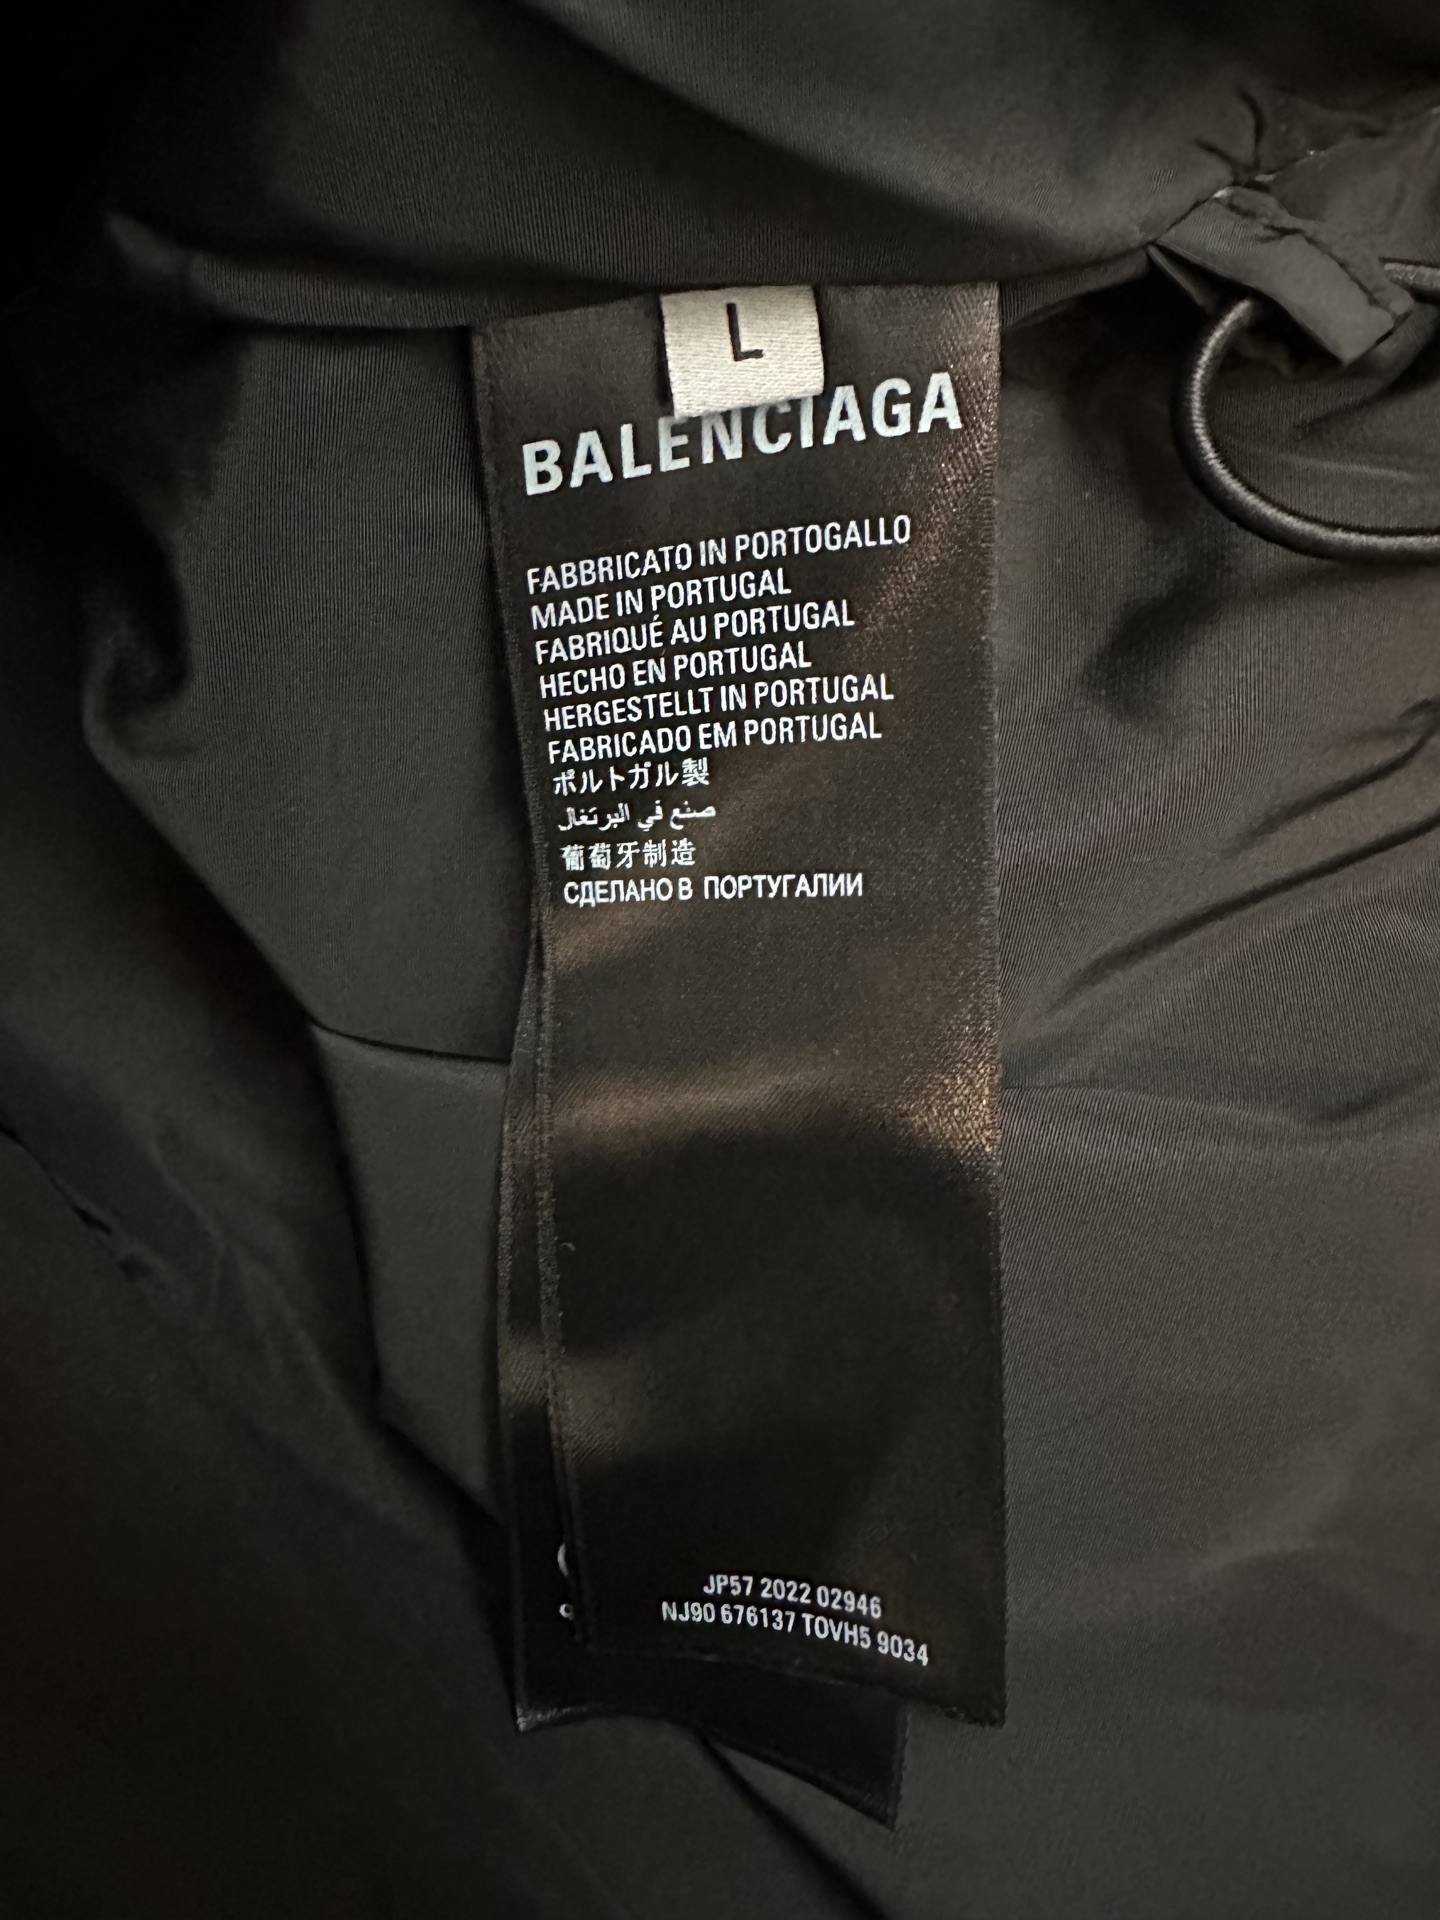 L
BALENCIAGA
FABBRICATO IN PORTOGALLO
MADE IN PORTUGAL
FABRIQUÉ AU PORTUGAL
HECHO EN PORTUGAL
HERGESTELLT IN PORTUGAL
FABRICADO EM PORTUGAL
ポルトガル製
صنع في البرتغال
葡萄牙制造
СДЕЛАНО В ПОРТУГАЛИИ
JP57 2022 02946
NJ90 676137 TOVH5 9034